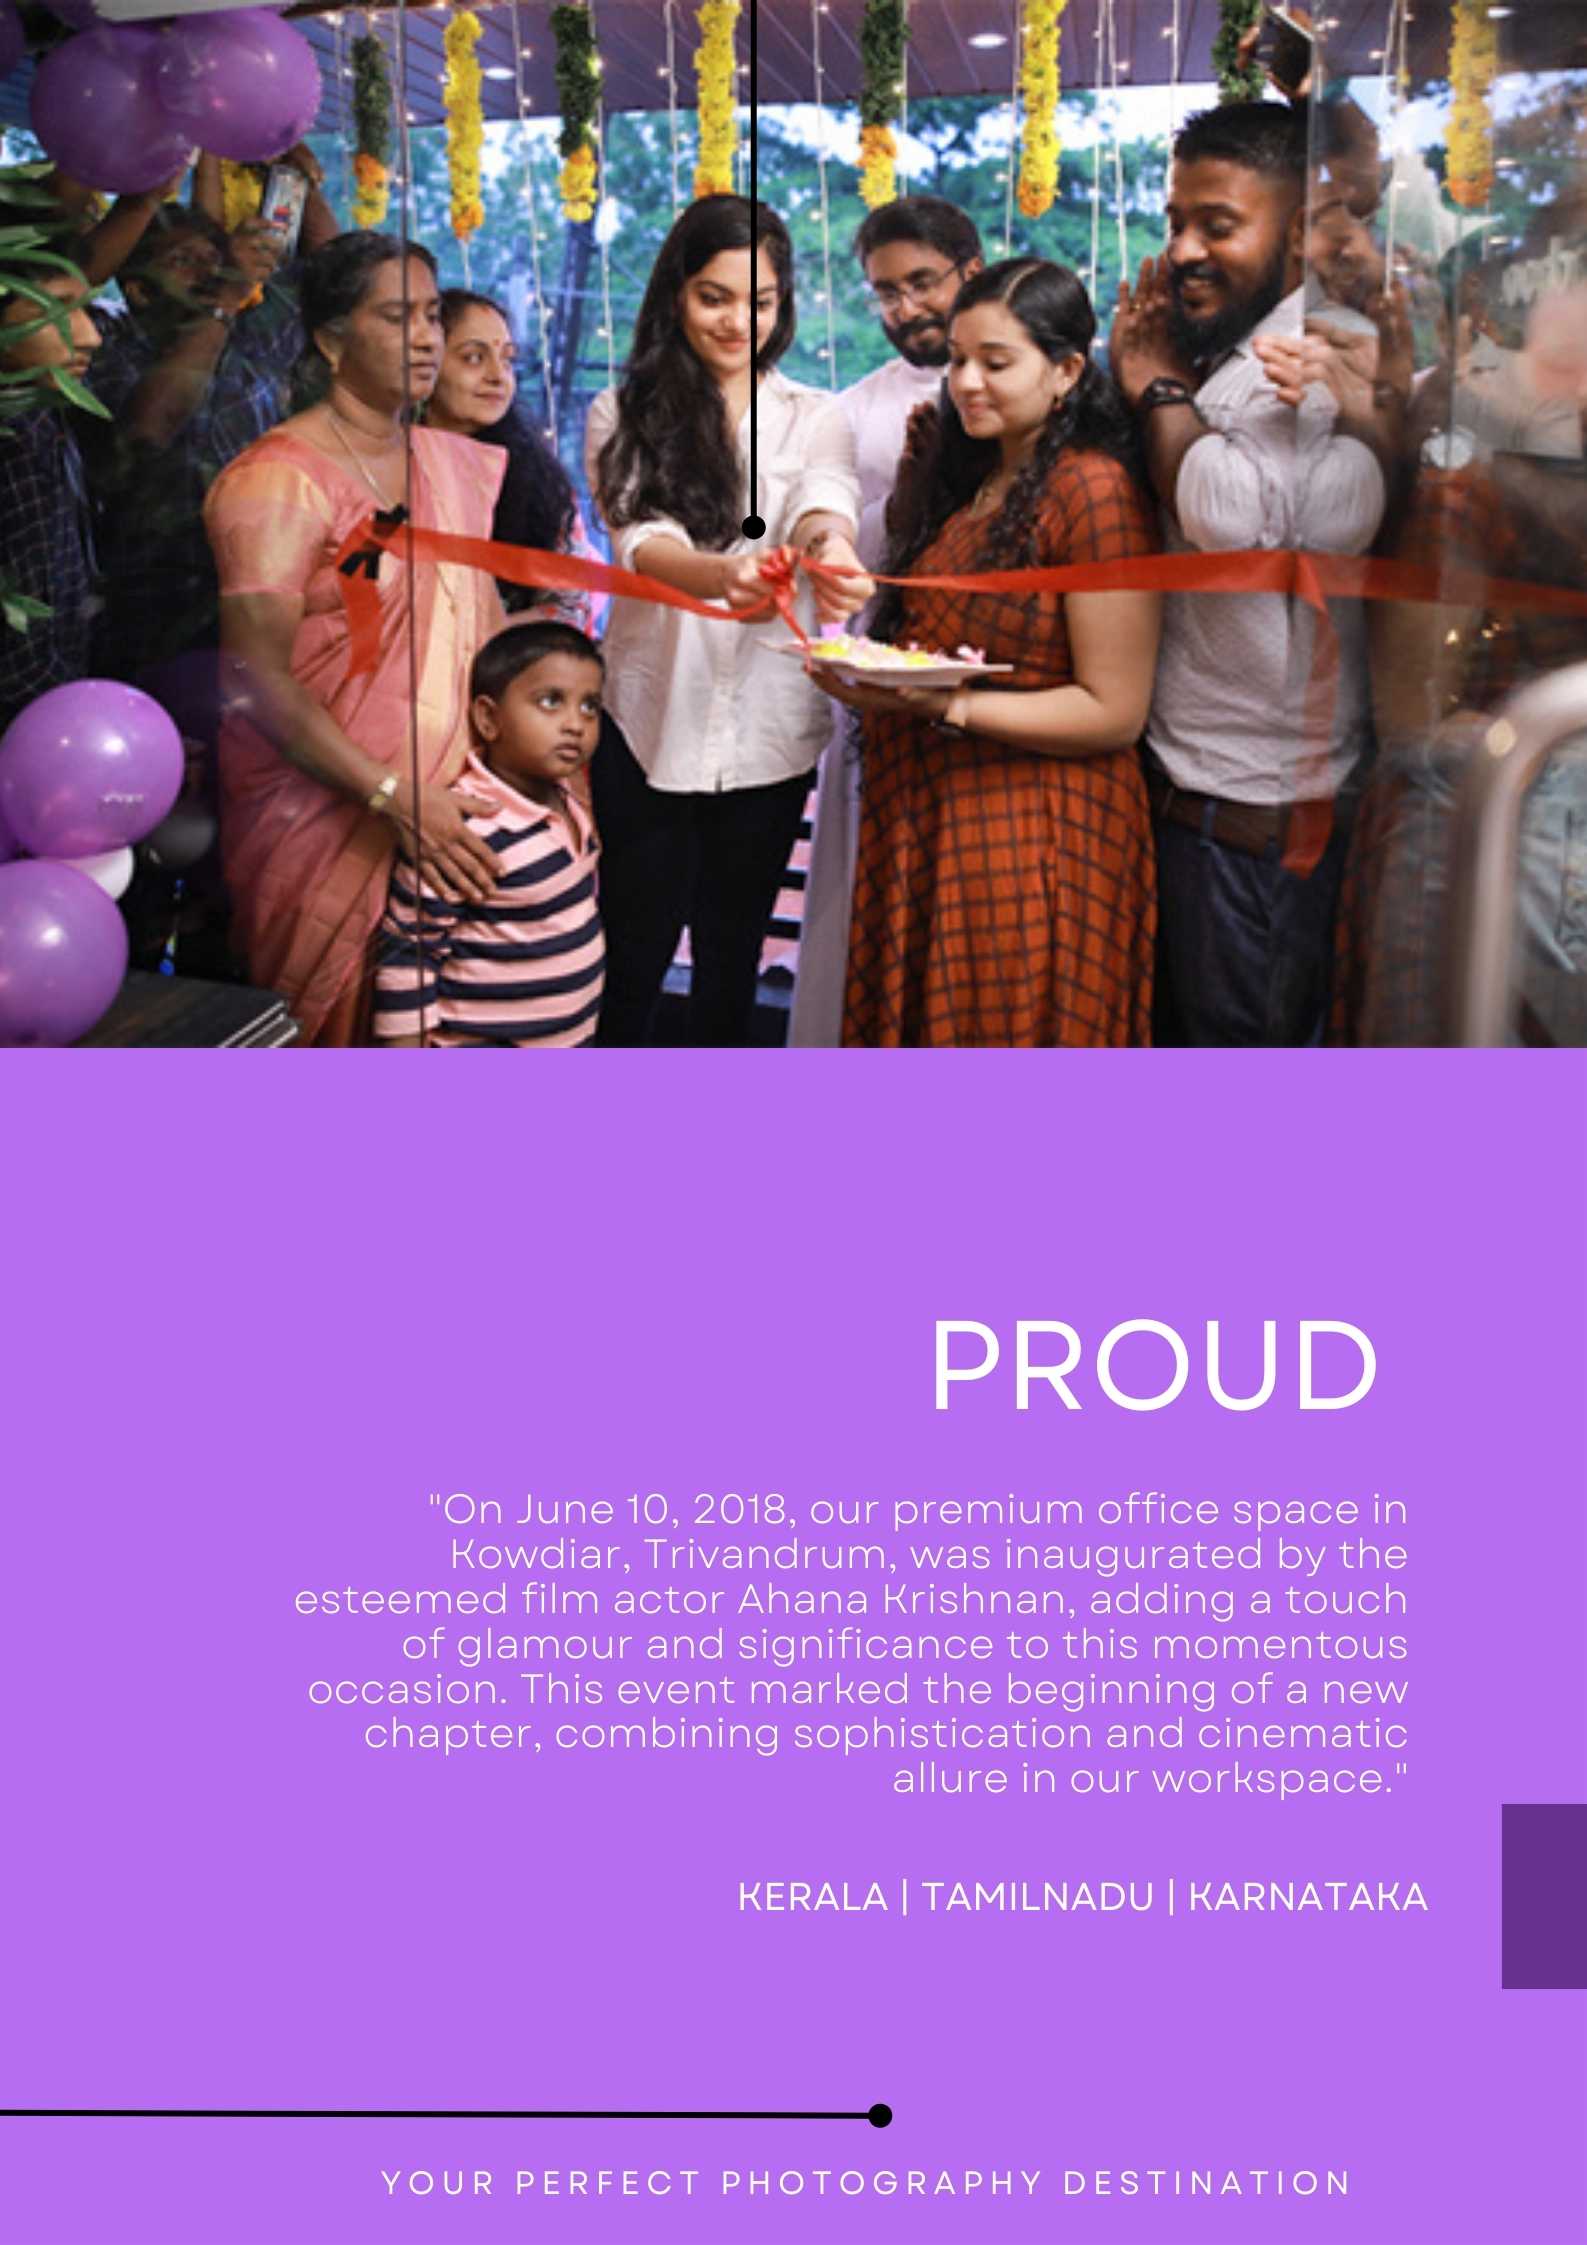 PROUD
"On June 10, 2018, our premium office space in
Kowdiar, Trivandrum, was inaugurated by the
esteemed film actor Ahana Krishnan, adding a touch
of glamour and significance to this momentous
occasion. This event marked the beginning of a new
chapter, combining sophistication and cinematic
allure in our workspace."
KERALA | TAMILNADU | KARNATAKA
YOUR PERFECT PHOTOGRAPHY DESTINATION